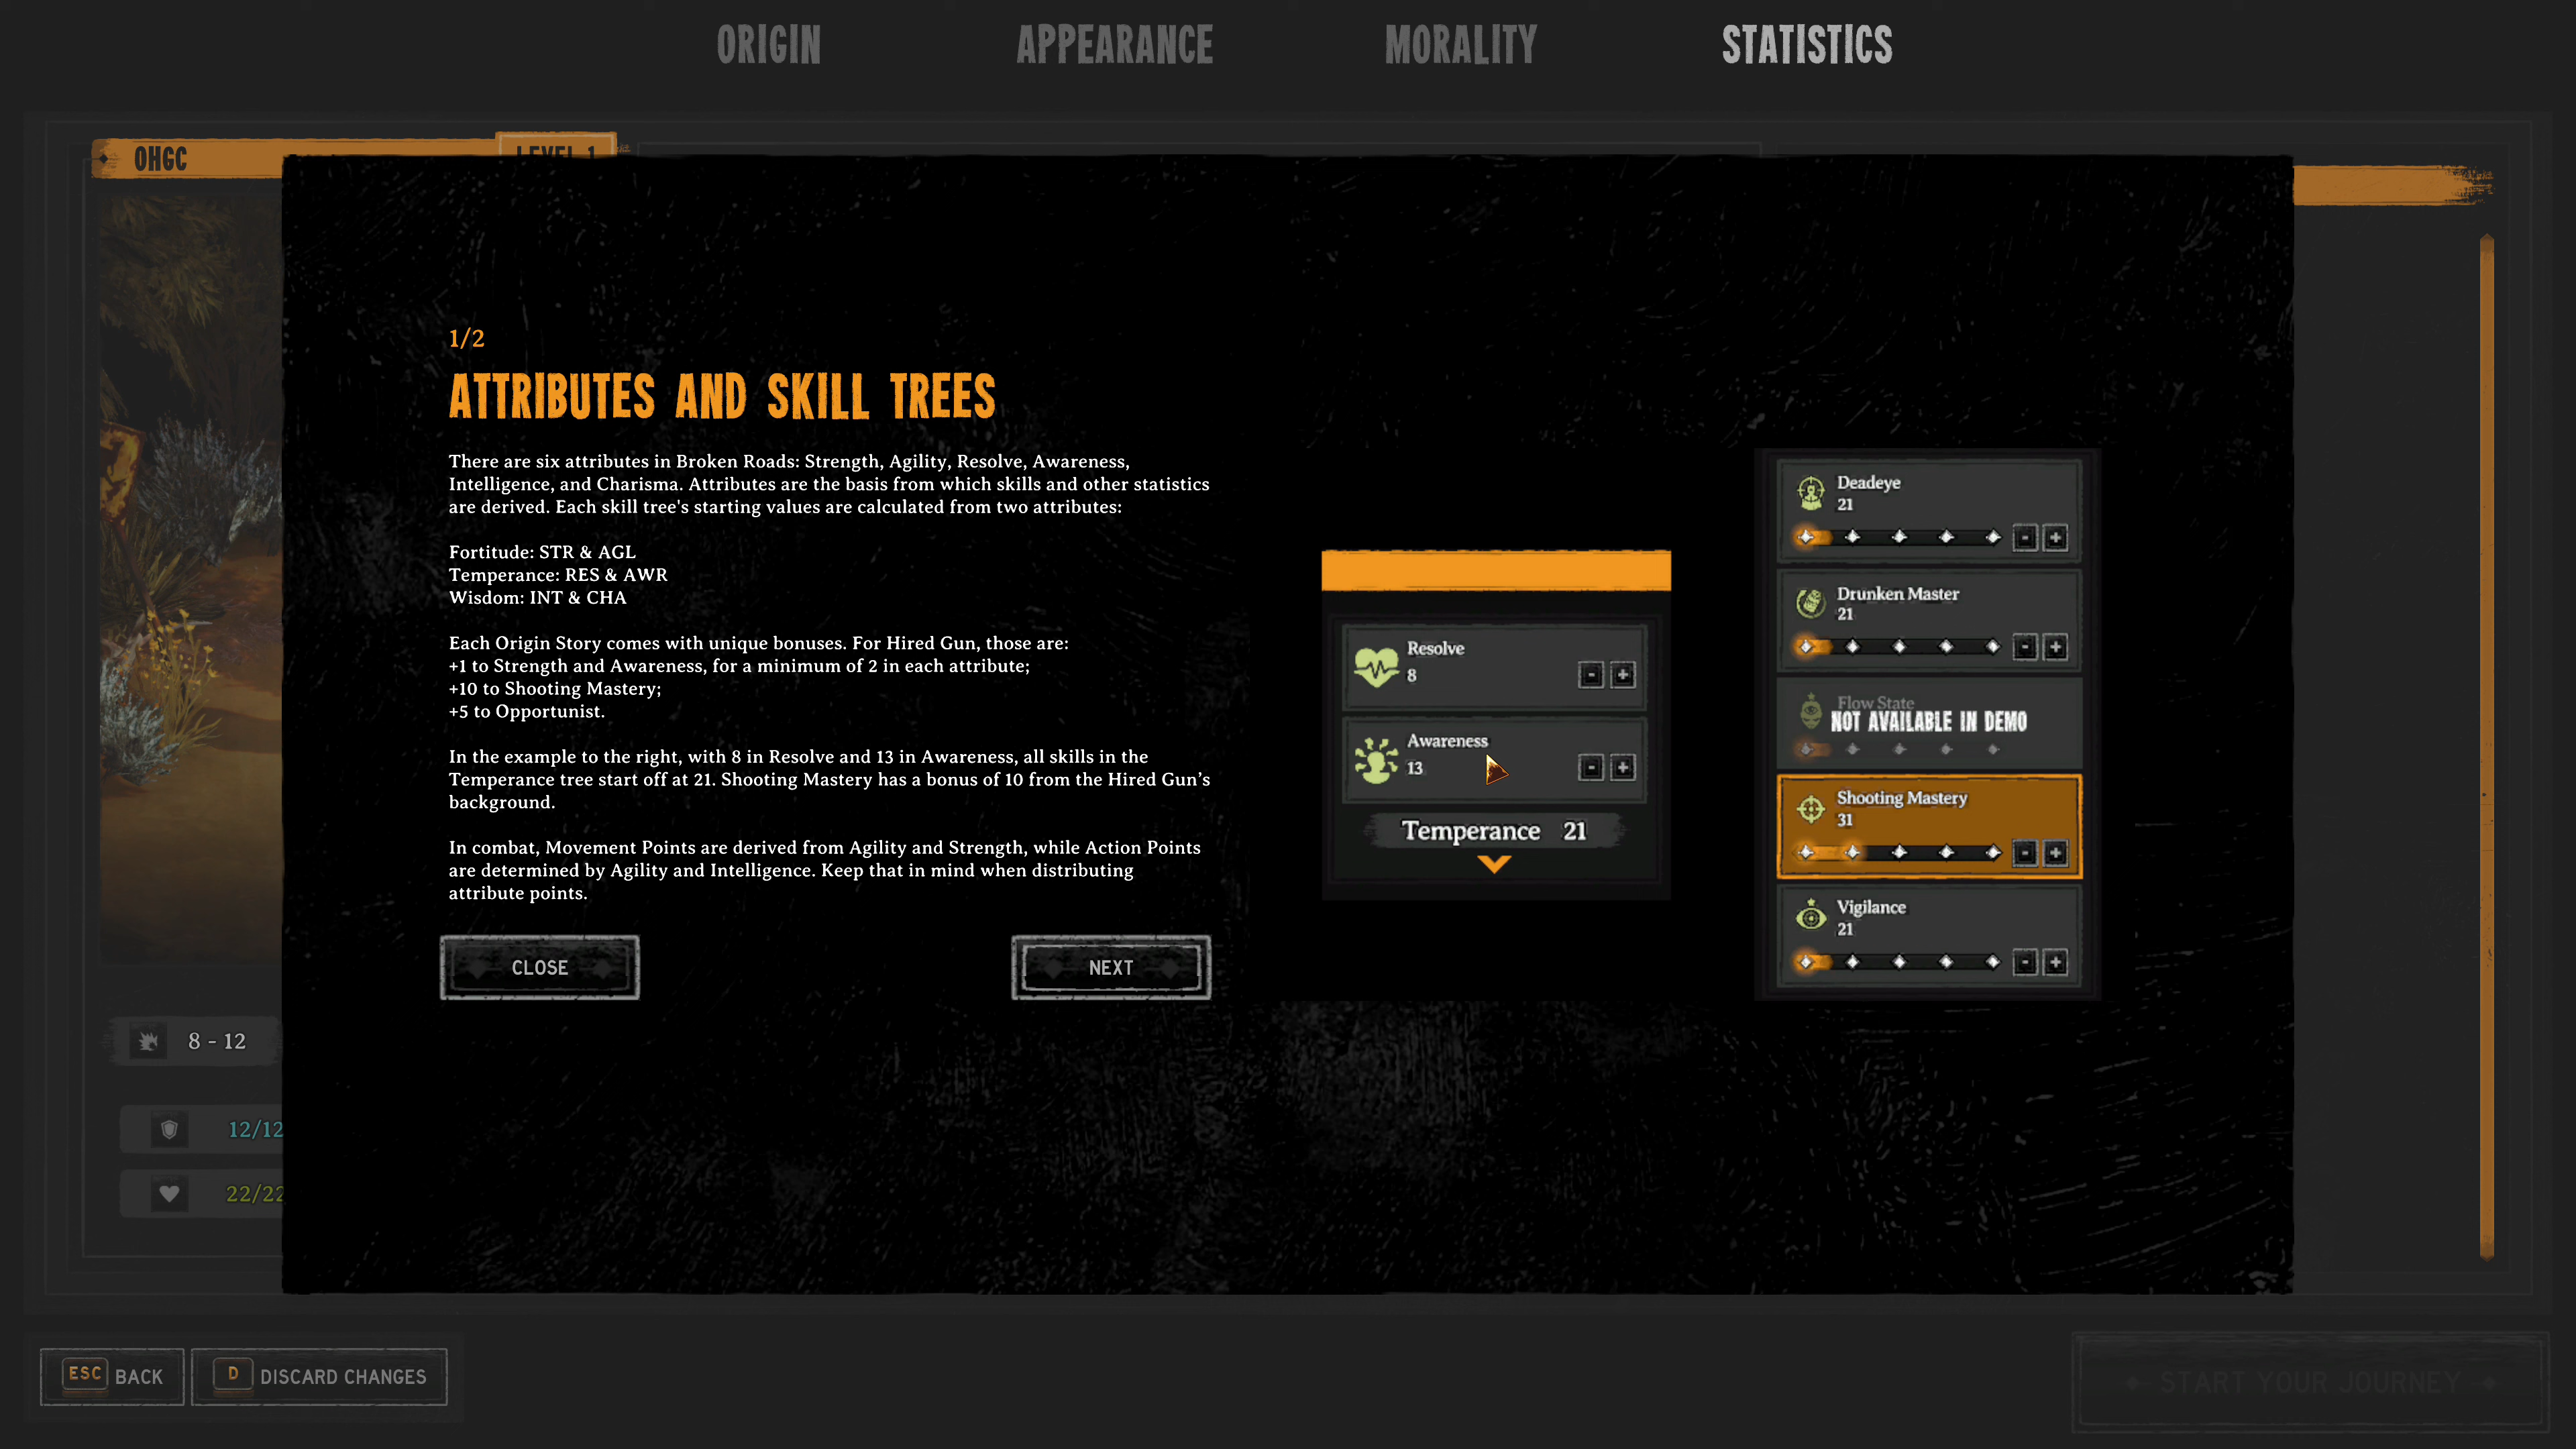 ORIGIN
APPEARANCE
MORALITY
STATISTICS
OHGC
LEVEL 1
1/2
ATTRIBUTES AND SKILL TREES
There are six attributes in Broken Roads: Strength, Agility, Resolve, Awareness,
Intelligence, and Charisma. Attributes are the basis from which skills and other statistics
are derived. Each skill tree's starting values are calculated from two attributes:
Fortitude: STR & AGL
Temperance: RES & AWR
Wisdom: INT & CHA
Each Origin Story comes with unique bonuses. For Hired Gun, those are:
+1 to Strength and Awareness, for a minimum of 2 in each attribute;
+10 to Shooting Mastery;
+5 to Opportunist.
In the example to the right, with 8 in Resolve and 13 in Awareness, all skills in the
Temperance tree start off at 21. Shooting Mastery has a bonus of 10 from the Hired Gun's
background.
In combat, Movement Points are derived from Agility and Strength, while Action Points
are determined by Agility and Intelligence. Keep that in mind when distributing
attribute points.
CLOSE
NEXT
Resolve
8
- +
Awareness
13
- +
Temperance 21
Deadeye
21
- +
Drunken Master
21
- +
Flow State
NOT AVAILABLE IN DEMO
Shooting Mastery
31
- +
Vigilance
21
- +
8 - 12
12/12
22/22
ESC BACK
D DISCARD CHANGES
START YOUR JOURNEY